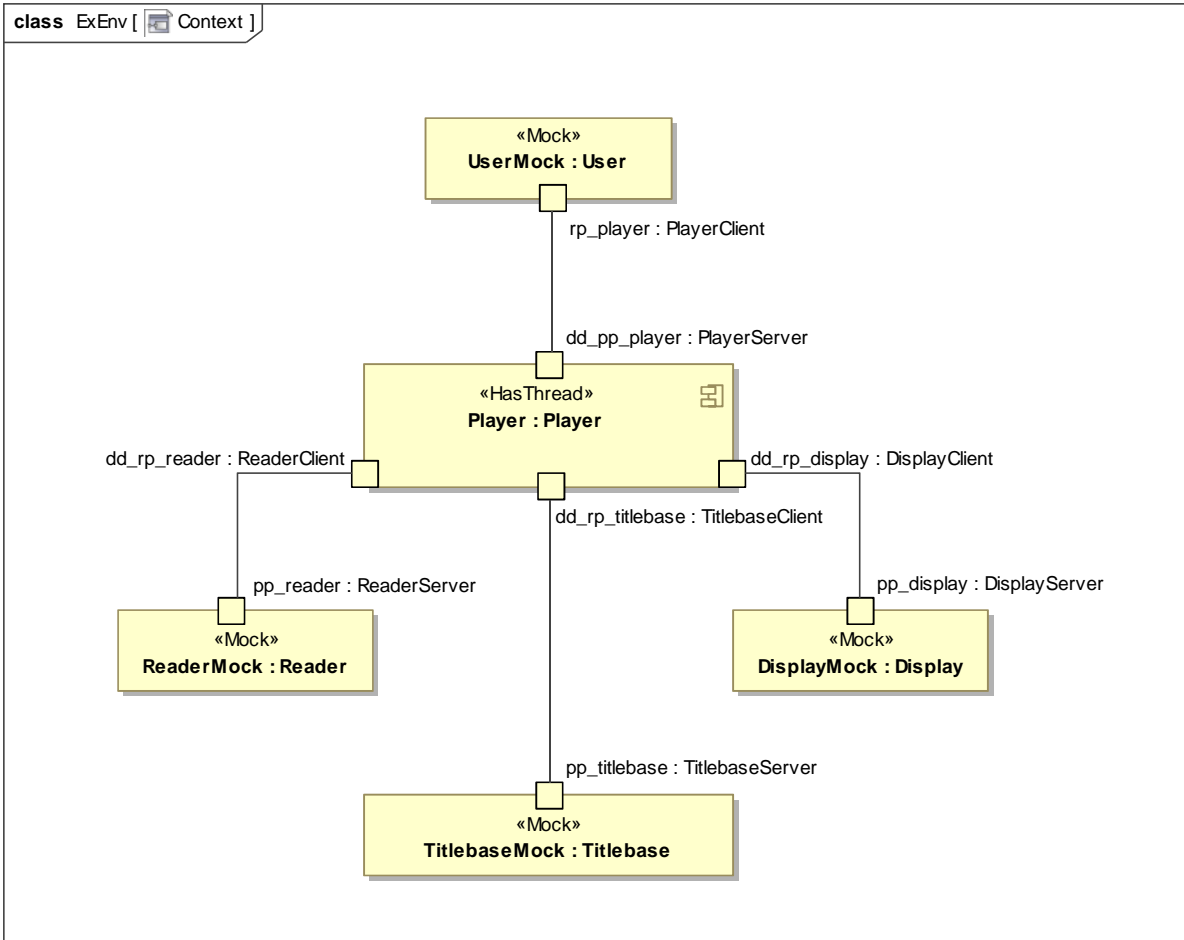 class ExEnv [ Context ]
«Mock»
UserMock : User
rp_player : PlayerClient
dd_pp_player : PlayerServer
«HasThread»
Player : Player
dd_rp_reader : ReaderClient
dd_rp_display : DisplayClient
dd_rp_titlebase : TitlebaseClient
pp_reader : ReaderServer
pp_display : DisplayServer
«Mock»
ReaderMock : Reader
«Mock»
DisplayMock : Display
pp_titlebase : TitlebaseServer
«Mock»
TitlebaseMock : Titlebase